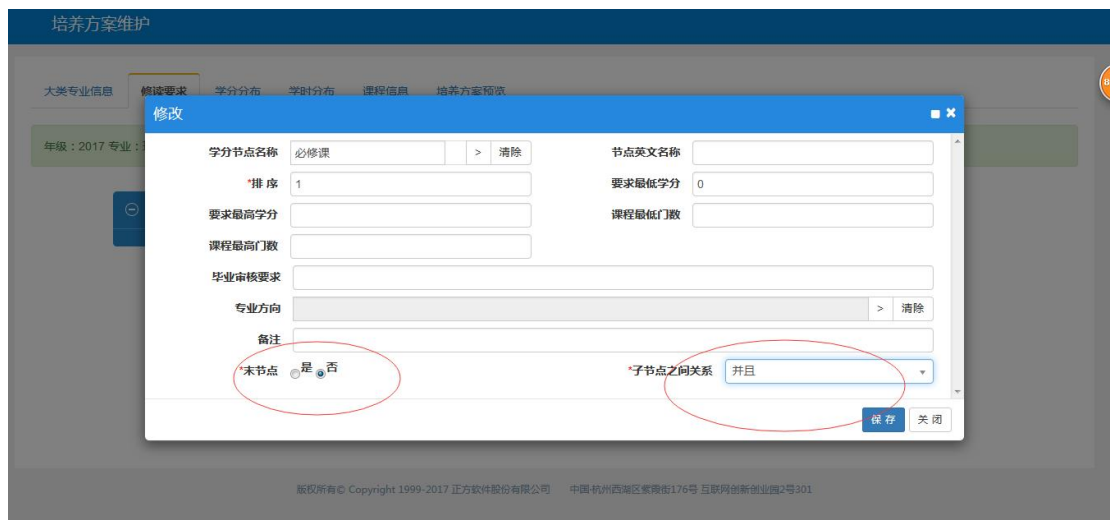 培养方案维护
大类专业信息 修读要求 学分分布 学时分布 课程信息 培养方案预览
修改
年级：2017 专业：
学分节点名称 必修课 > 清除 节点英文名称
*排 序 1 要求最低学分 0
要求最高学分 课程最低门数
课程最高门数
毕业审核要求
专业方向 > 清除
备注
*末节点 是 否 *子节点之间关系 并且
保 存 关 闭
版权所有© Copyright 1999-2017 正方软件股份有限公司 中国·杭州西湖区紫霞街176号 互联网创新创业园2号301